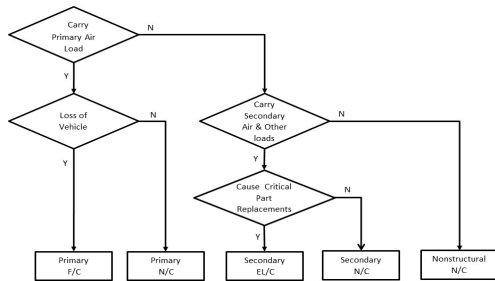 Carry
Primary Air
Load
N
Y
Loss of
Vehicle
N
Y
Carry
Secondary
Air & Other
loads
N
Y
Cause Critical
Part
Replacements
N
Y
Primary
F/C
Primary
N/C
Secondary
EL/C
Secondary
N/C
Nonstructural
N/C